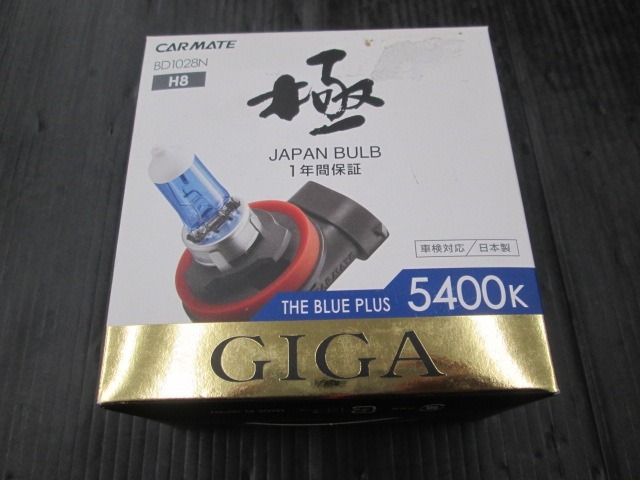 CARMATE
BD1028N
H8
極
JAPAN BULB
1年間保証
CARMATE
車検対応/日本製
THE BLUE PLUS 5400K
GIGA